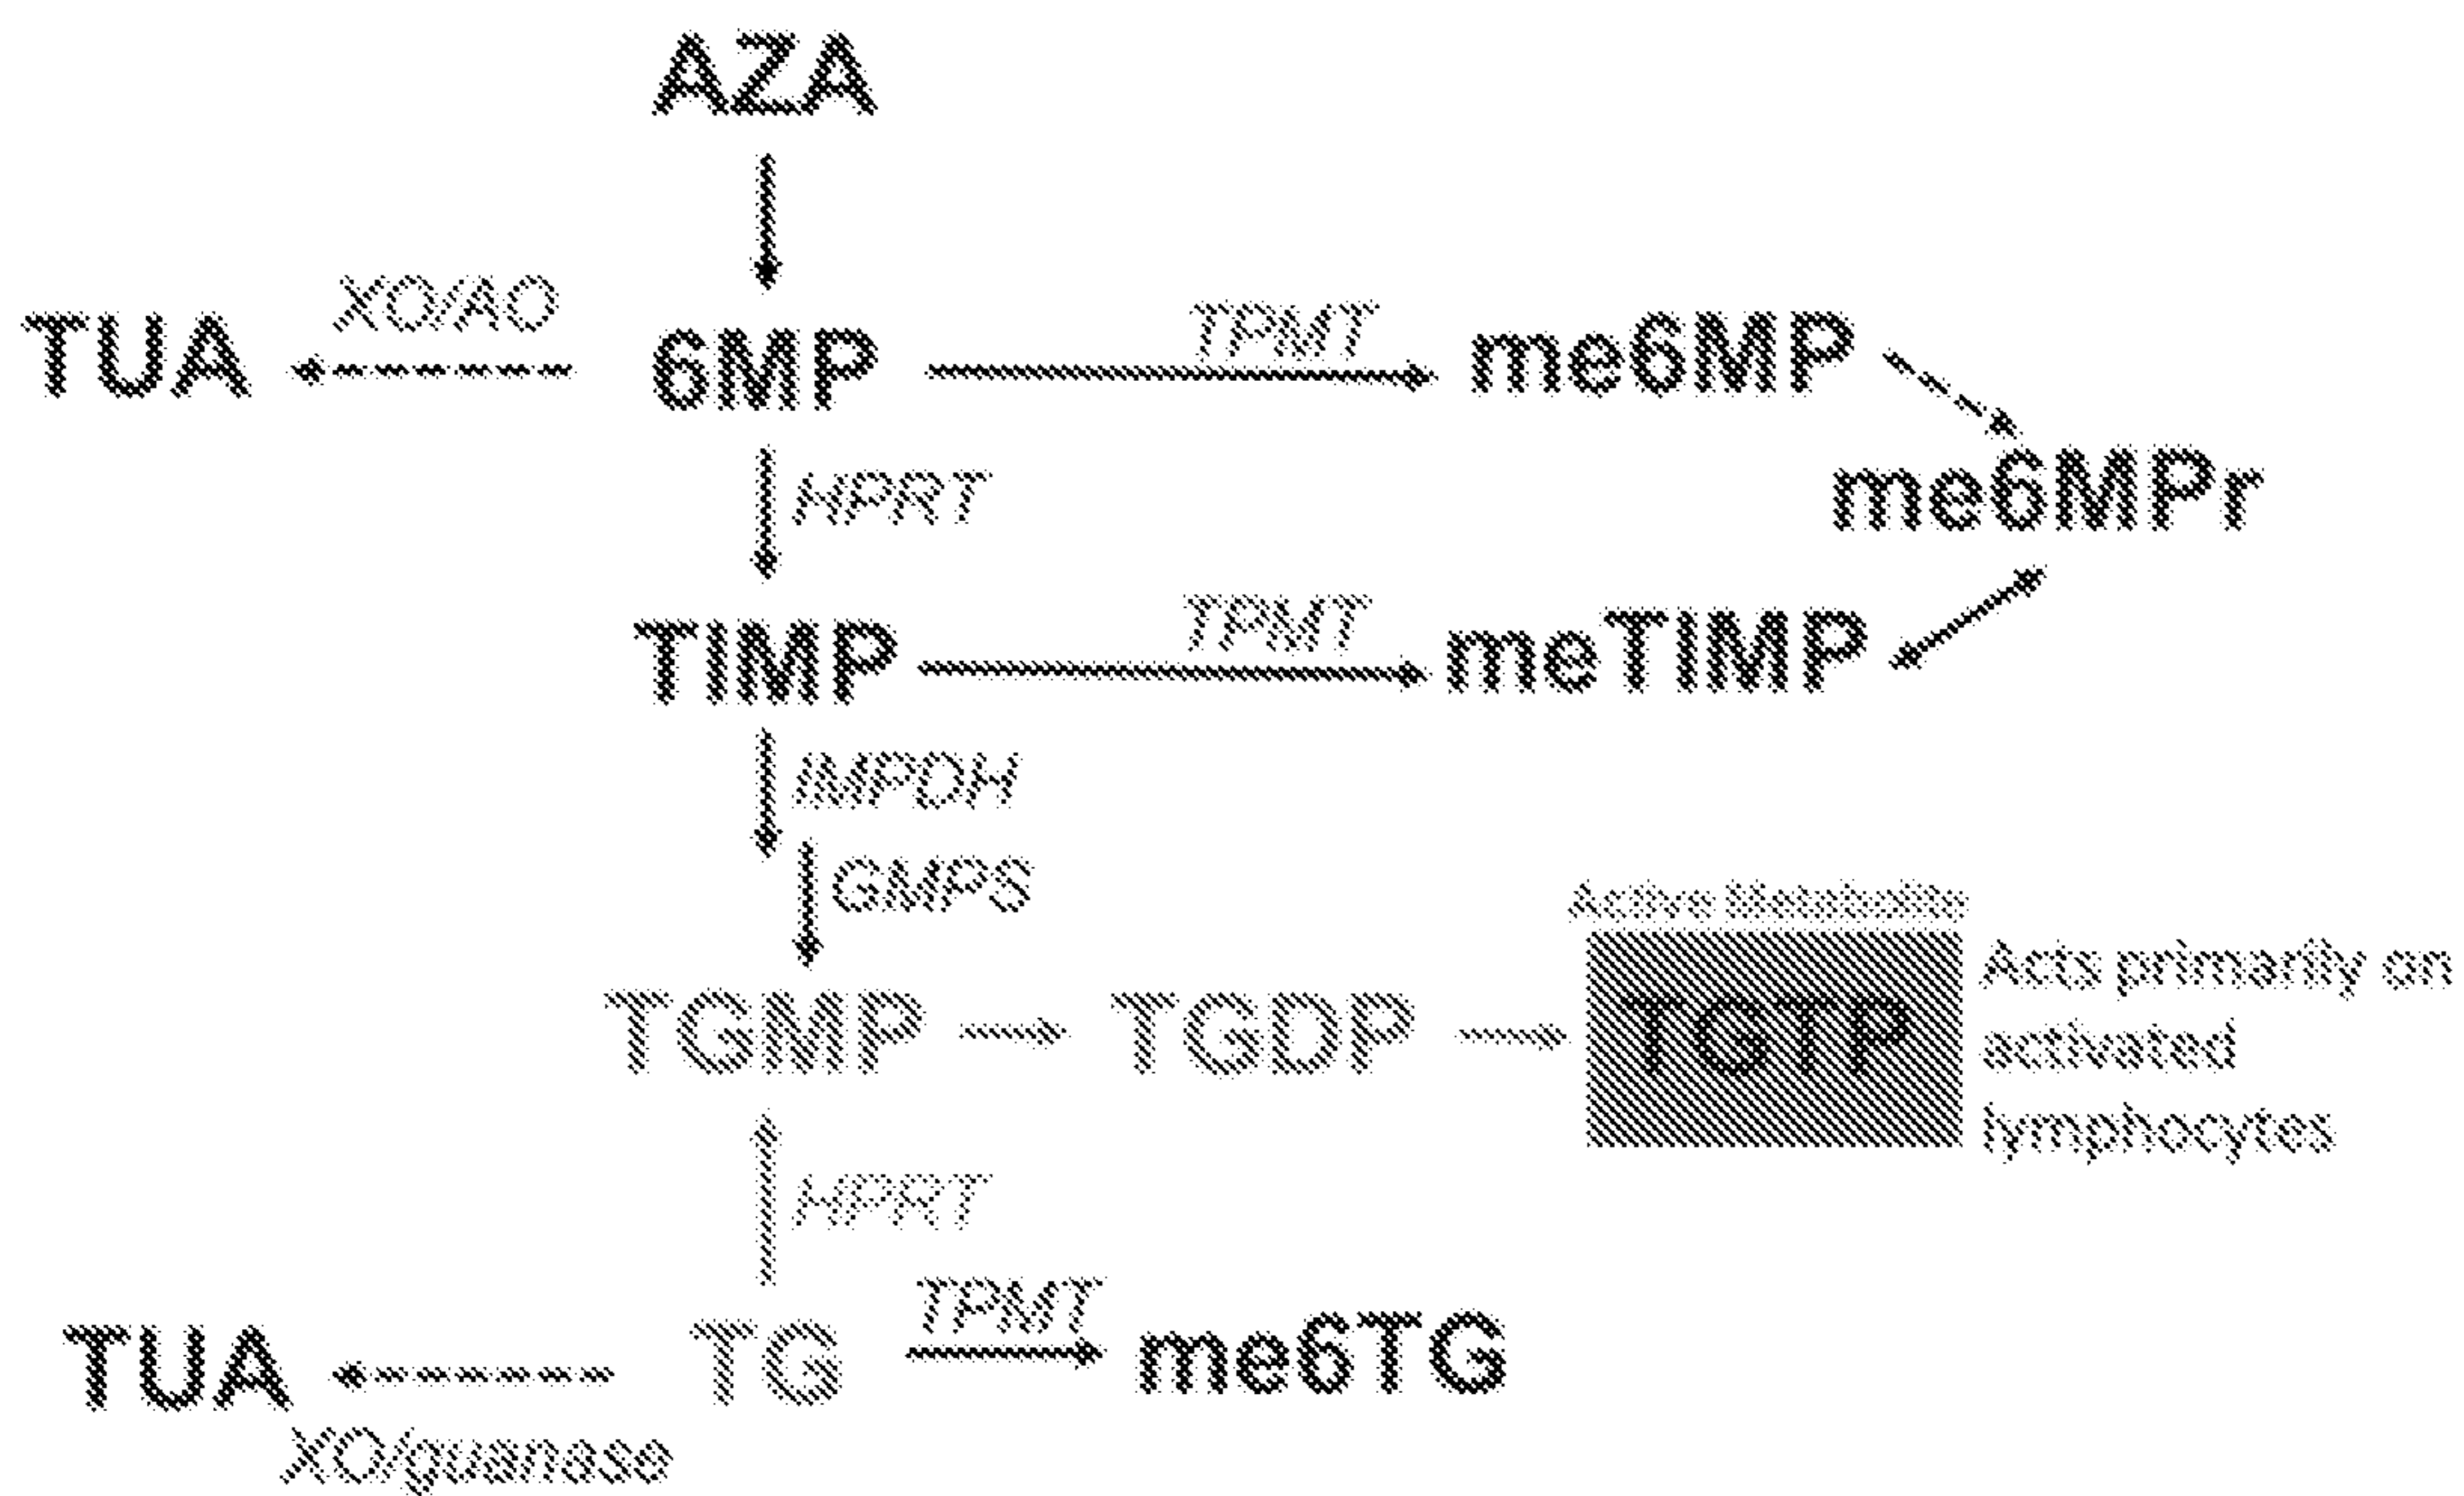 AZA
XO/AO
TPMT
TUA
6MP
me6MP
HPRT
me6MPr
TPMT
TIMP
meTIMP
IMPDH
GMPS
Active Metabolite
TGMP
TGDP
TGTP
Acts primarily on
activated
lymphocytes
HPRT
TPMT
TUA
TG
me6TG
XO/guanase